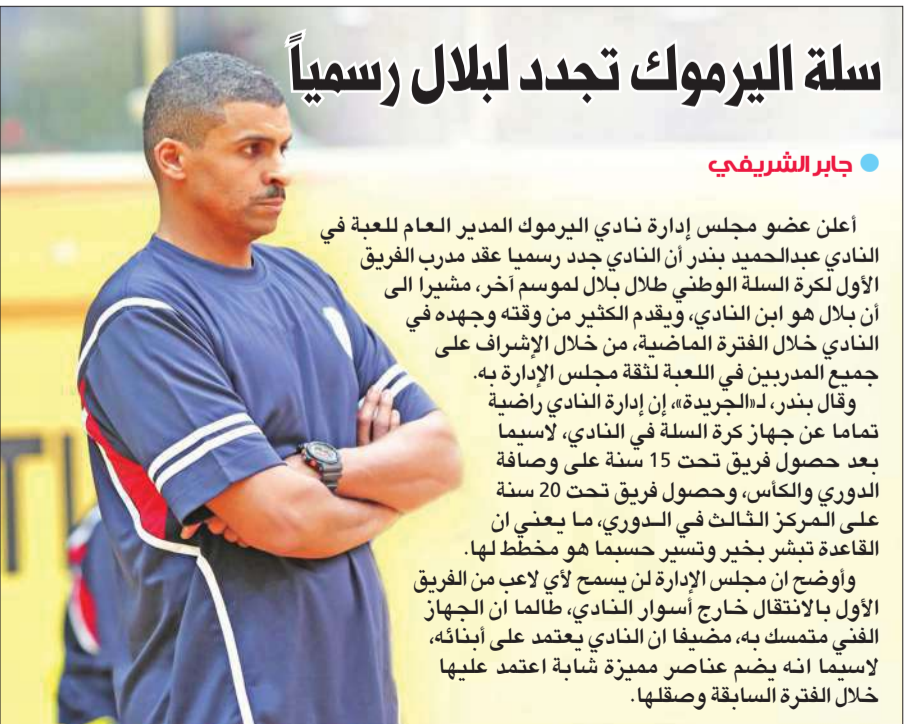 سلة اليرموك تجدد لبلال رسمياً
جابر الشريفي
أعلن عضو مجلس إدارة نادي اليرموك المدير العام للعبة في
النادي عبدالحميد بندر أن النادي جدد رسميا عقد مدرب الفريق
الأول لكرة السلة الوطني طلال بلال لموسم آخر، مشيرا الى
أن بلال هو ابن النادي، ويقدم الكثير من وقته وجهده في
النادي خلال الفترة الماضية، من خلال الإشراف على
جميع المدربين في اللعبة لثقة مجلس الإدارة به.
وقال بندر، لـ«الجريدة»، إن إدارة النادي راضية
تماما عن جهاز كرة السلة في النادي، لاسيما
بعد حصول فريق تحت 15 سنة على وصافة
الدوري والكأس، وحصول فريق تحت 20 سنة
على المركز الثالث في الدوري، ما يعني ان
القاعدة تبشر بخير وتسير حسبما هو مخطط لها.
وأوضح ان مجلس الإدارة لن يسمح لأي لاعب من الفريق
الأول بالانتقال خارج أسوار النادي، طالما ان الجهاز
الفني متمسك به، مضيفا ان النادي يعتمد على أبنائه،
لاسيما انه يضم عناصر مميزة شابة اعتمد عليها
خلال الفترة السابقة وصقلها.